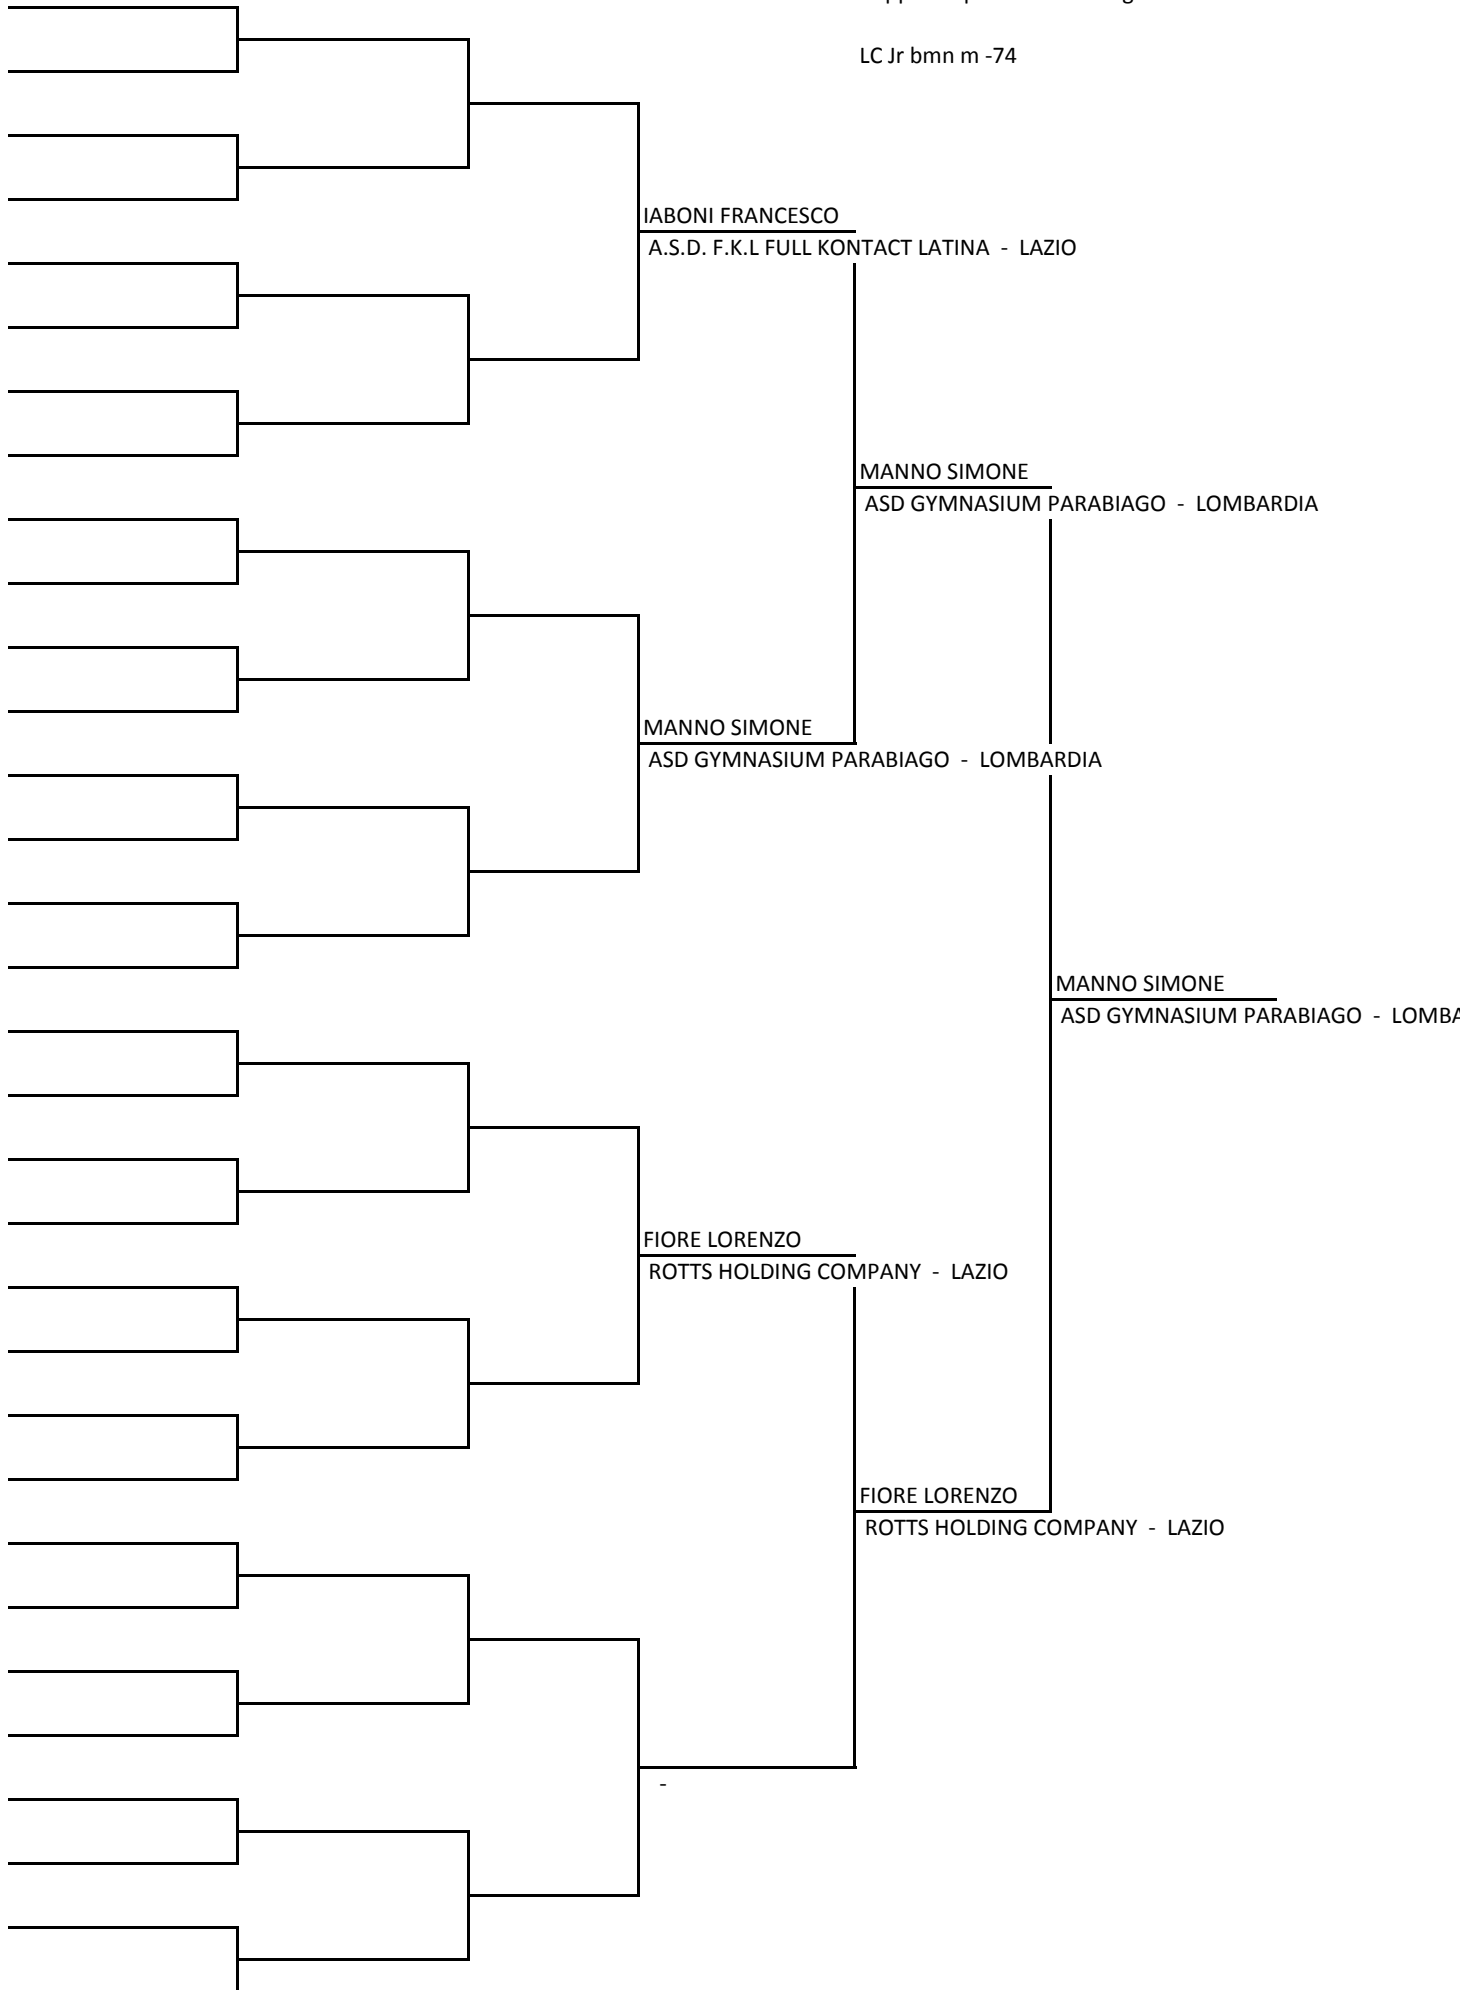 LC Jr bmn m -74
IABONI FRANCESCO
A.S.D. F.K.L FULL KONTACT LATINA - LAZIO
MANNO SIMONE
ASD GYMNASIUM PARABIAGO - LOMBARDIA
MANNO SIMONE
ASD GYMNASIUM PARABIAGO - LOMBARDIA
MANNO SIMONE
ASD GYMNASIUM PARABIAGO - LOMBA
FIORE LORENZO
ROTTS HOLDING COMPANY - LAZIO
FIORE LORENZO
ROTTS HOLDING COMPANY - LAZIO
-